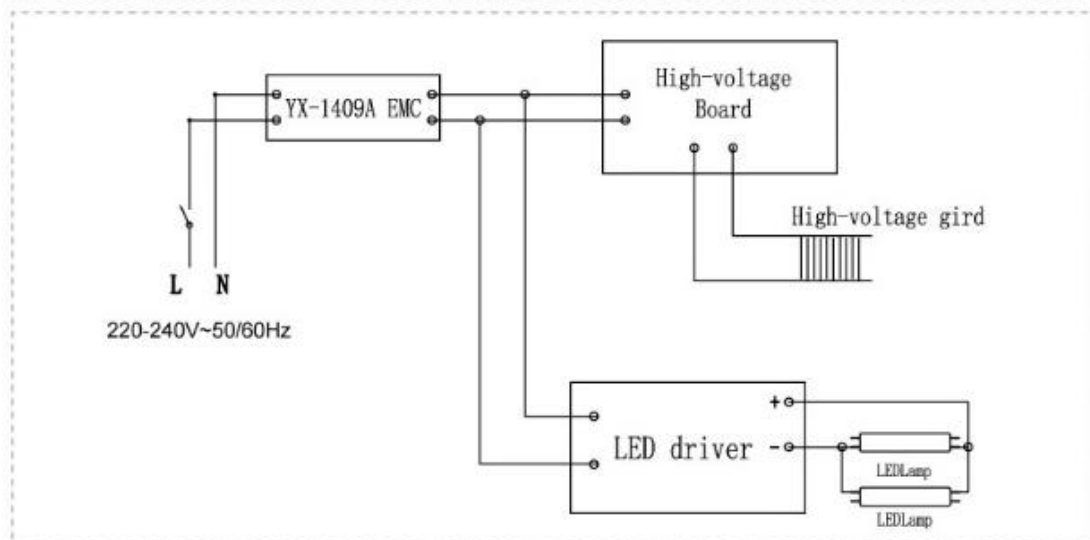 High-voltage
Board
YX-1409A EMC
High-voltage gird
L N
220-240V~50/60Hz
+
LED driver -
LEDLamp
LEDLamp